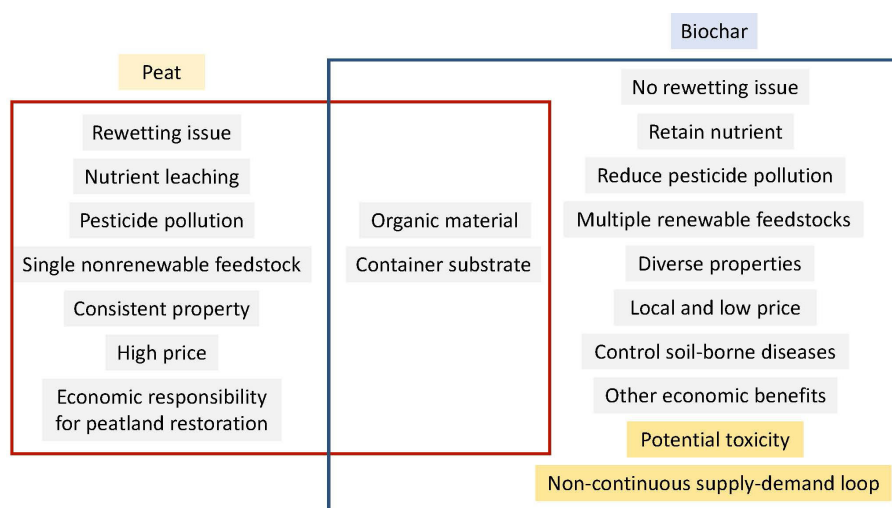 Biochar
Peat
Rewetting issue
Nutrient leaching
Pesticide pollution
Single nonrenewable feedstock
Consistent property
High price
Economic responsibility
for peatland restoration
Organic material
Container substrate
No rewetting issue
Retain nutrient
Reduce pesticide pollution
Multiple renewable feedstocks
Diverse properties
Local and low price
Control soil-borne diseases
Other economic benefits
Potential toxicity
Non-continuous supply-demand loop